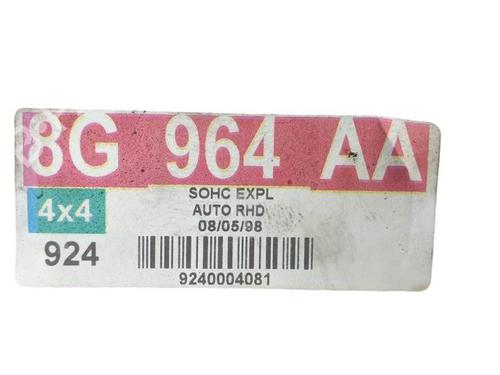 8G 964 AA
4x4
SOHC EXPL
AUTO RHD
08/05/98
924
9240004081